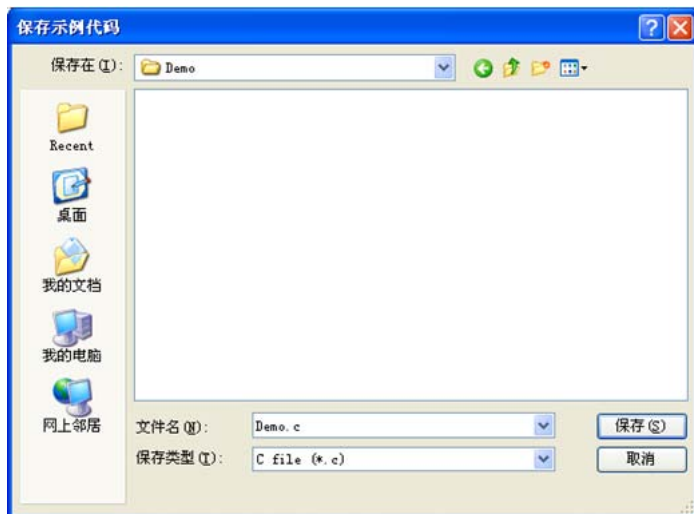 保存示例代码
保存在(I):
Demo
Recent
桌面
我的文档
我的电脑
网上邻居
文件名(N):
Demo.c
保存(S)
保存类型(T):
C file (*.c)
取消